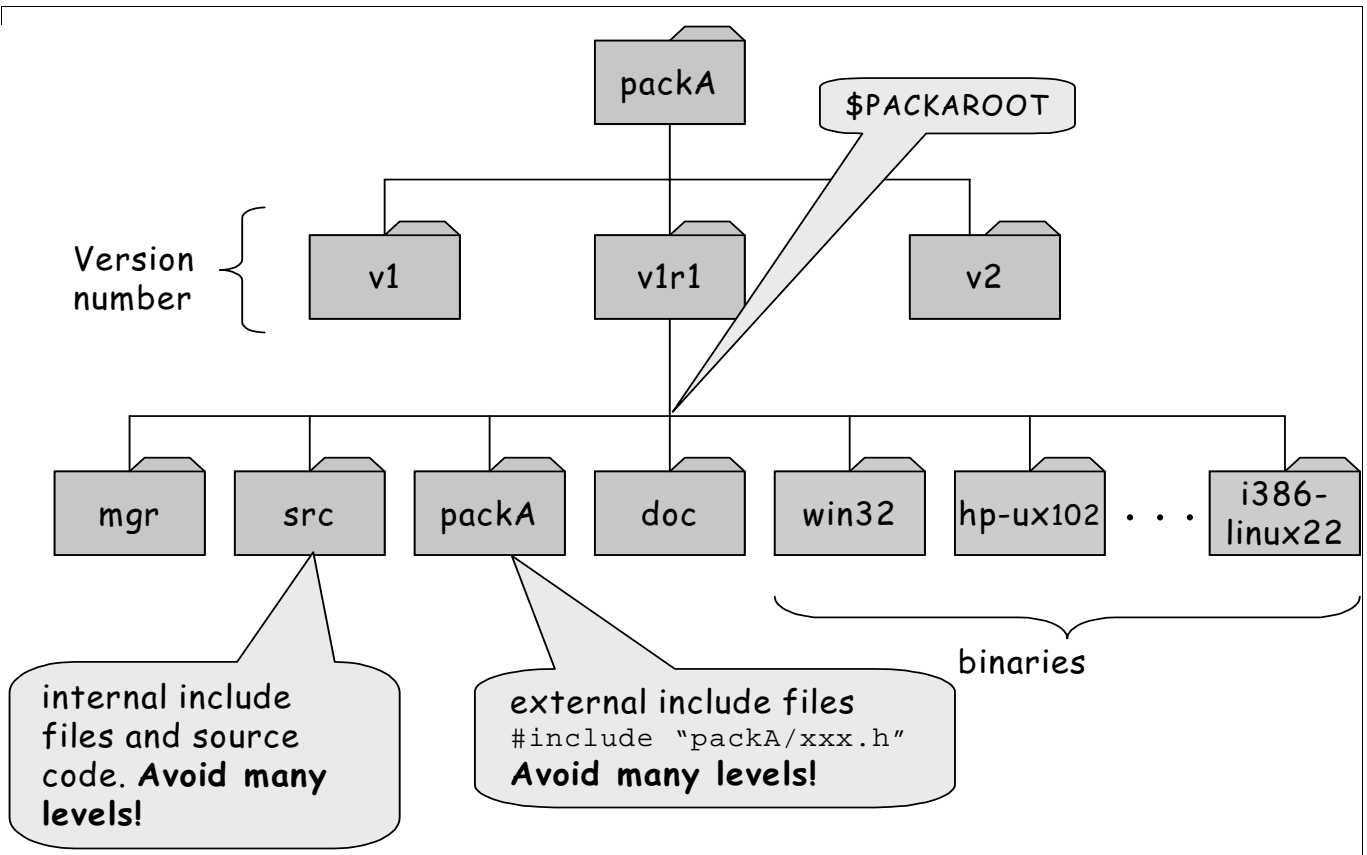 packA
$PACKAROOT
Version
number
v1
v1r1
v2
mgr
src
packA
doc
win32
hp-ux102
. . .
i386-
linux22
binaries
internal include
files and source
code. Avoid many
levels!
external include files
#include “packA/xxx.h”
Avoid many levels!